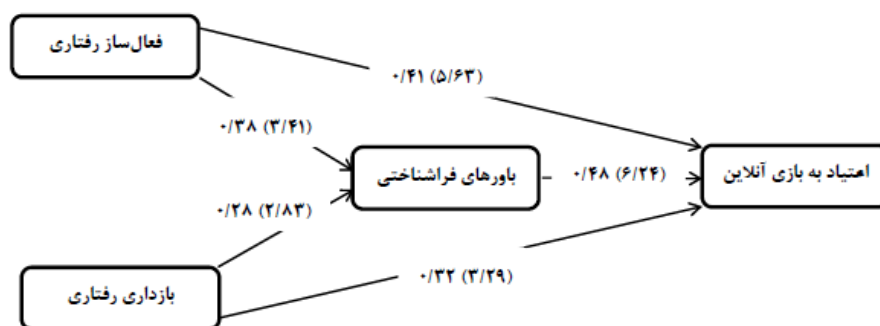 فعال‌ساز رفتاری
۰/۴۱ (۵/۶۳)
۰/۳۸ (۳/۴۱)
باورهای فراشناختی
۰/۴۸ (۶/۲۴)
اعتیاد به بازی آنلاین
۰/۲۸ (۲/۸۳)
۰/۳۲ (۳/۲۹)
بازداری رفتاری